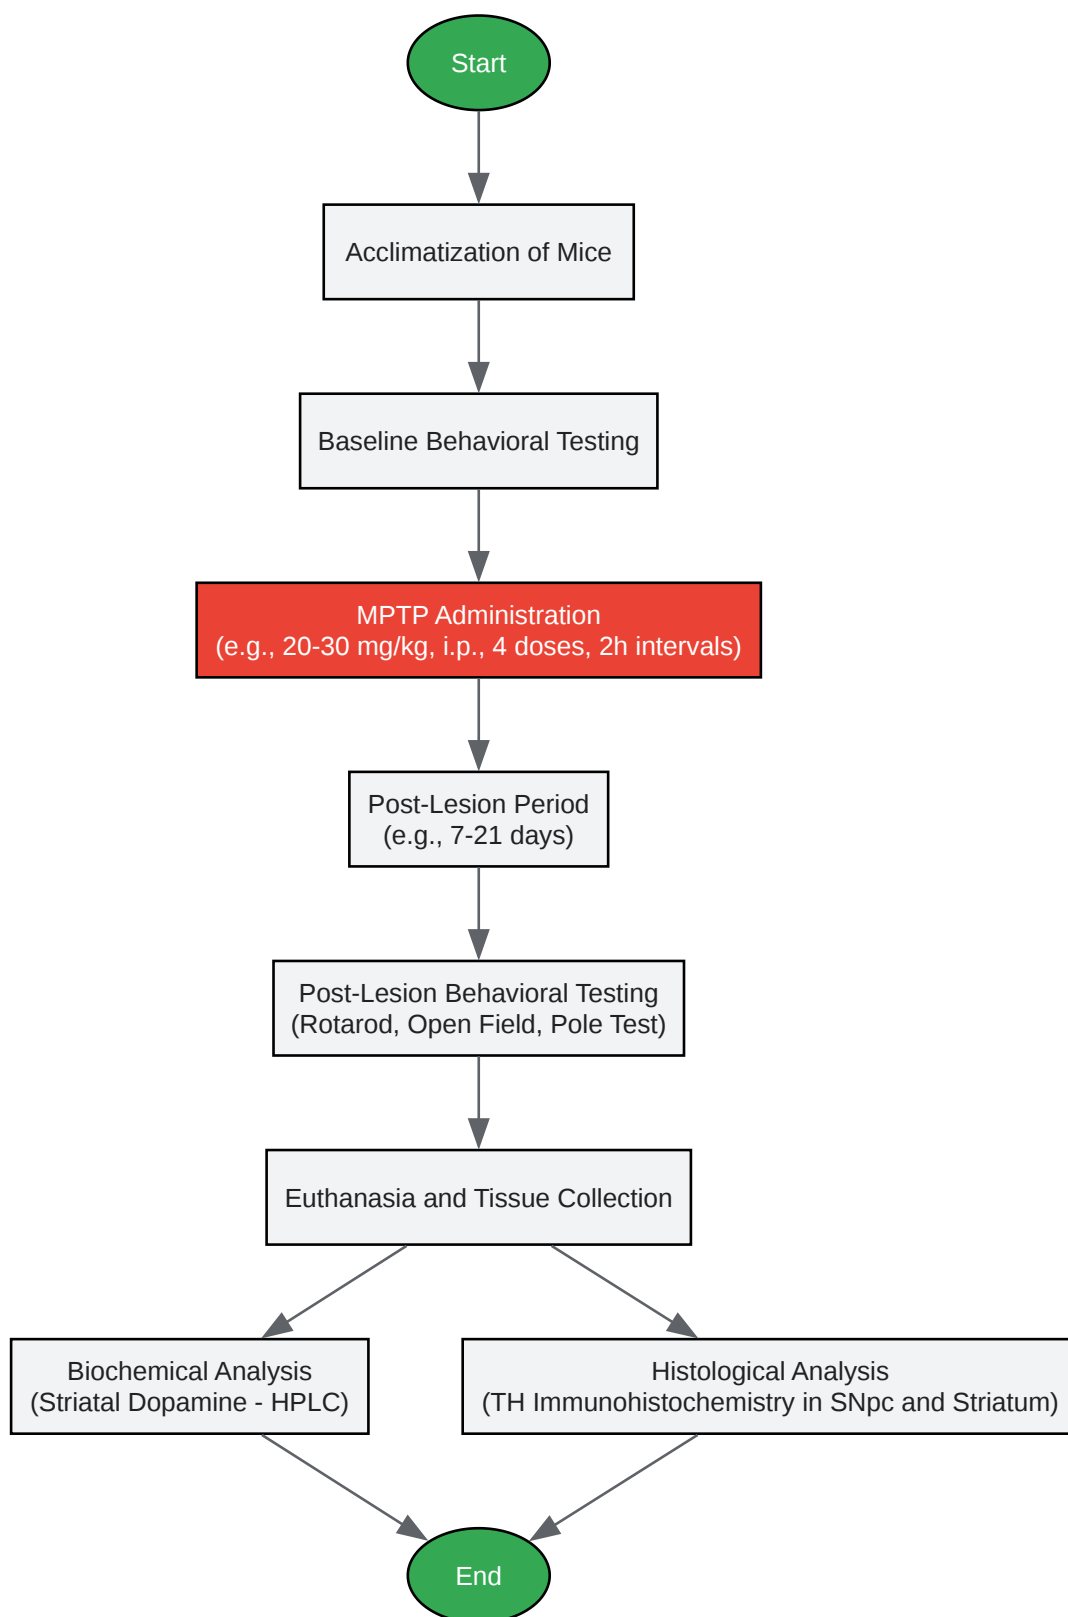 Start
Acclimatization of Mice
Baseline Behavioral Testing
MPTP Administration
(e.g., 20-30 mg/kg, i.p., 4 doses, 2h intervals)
Post-Lesion Period
(e.g., 7-21 days)
Post-Lesion Behavioral Testing
(Rotarod, Open Field, Pole Test)
Euthanasia and Tissue Collection
Biochemical Analysis
(Striatal Dopamine - HPLC)
Histological Analysis
(TH Immunohistochemistry in SNpc and Striatum)
End